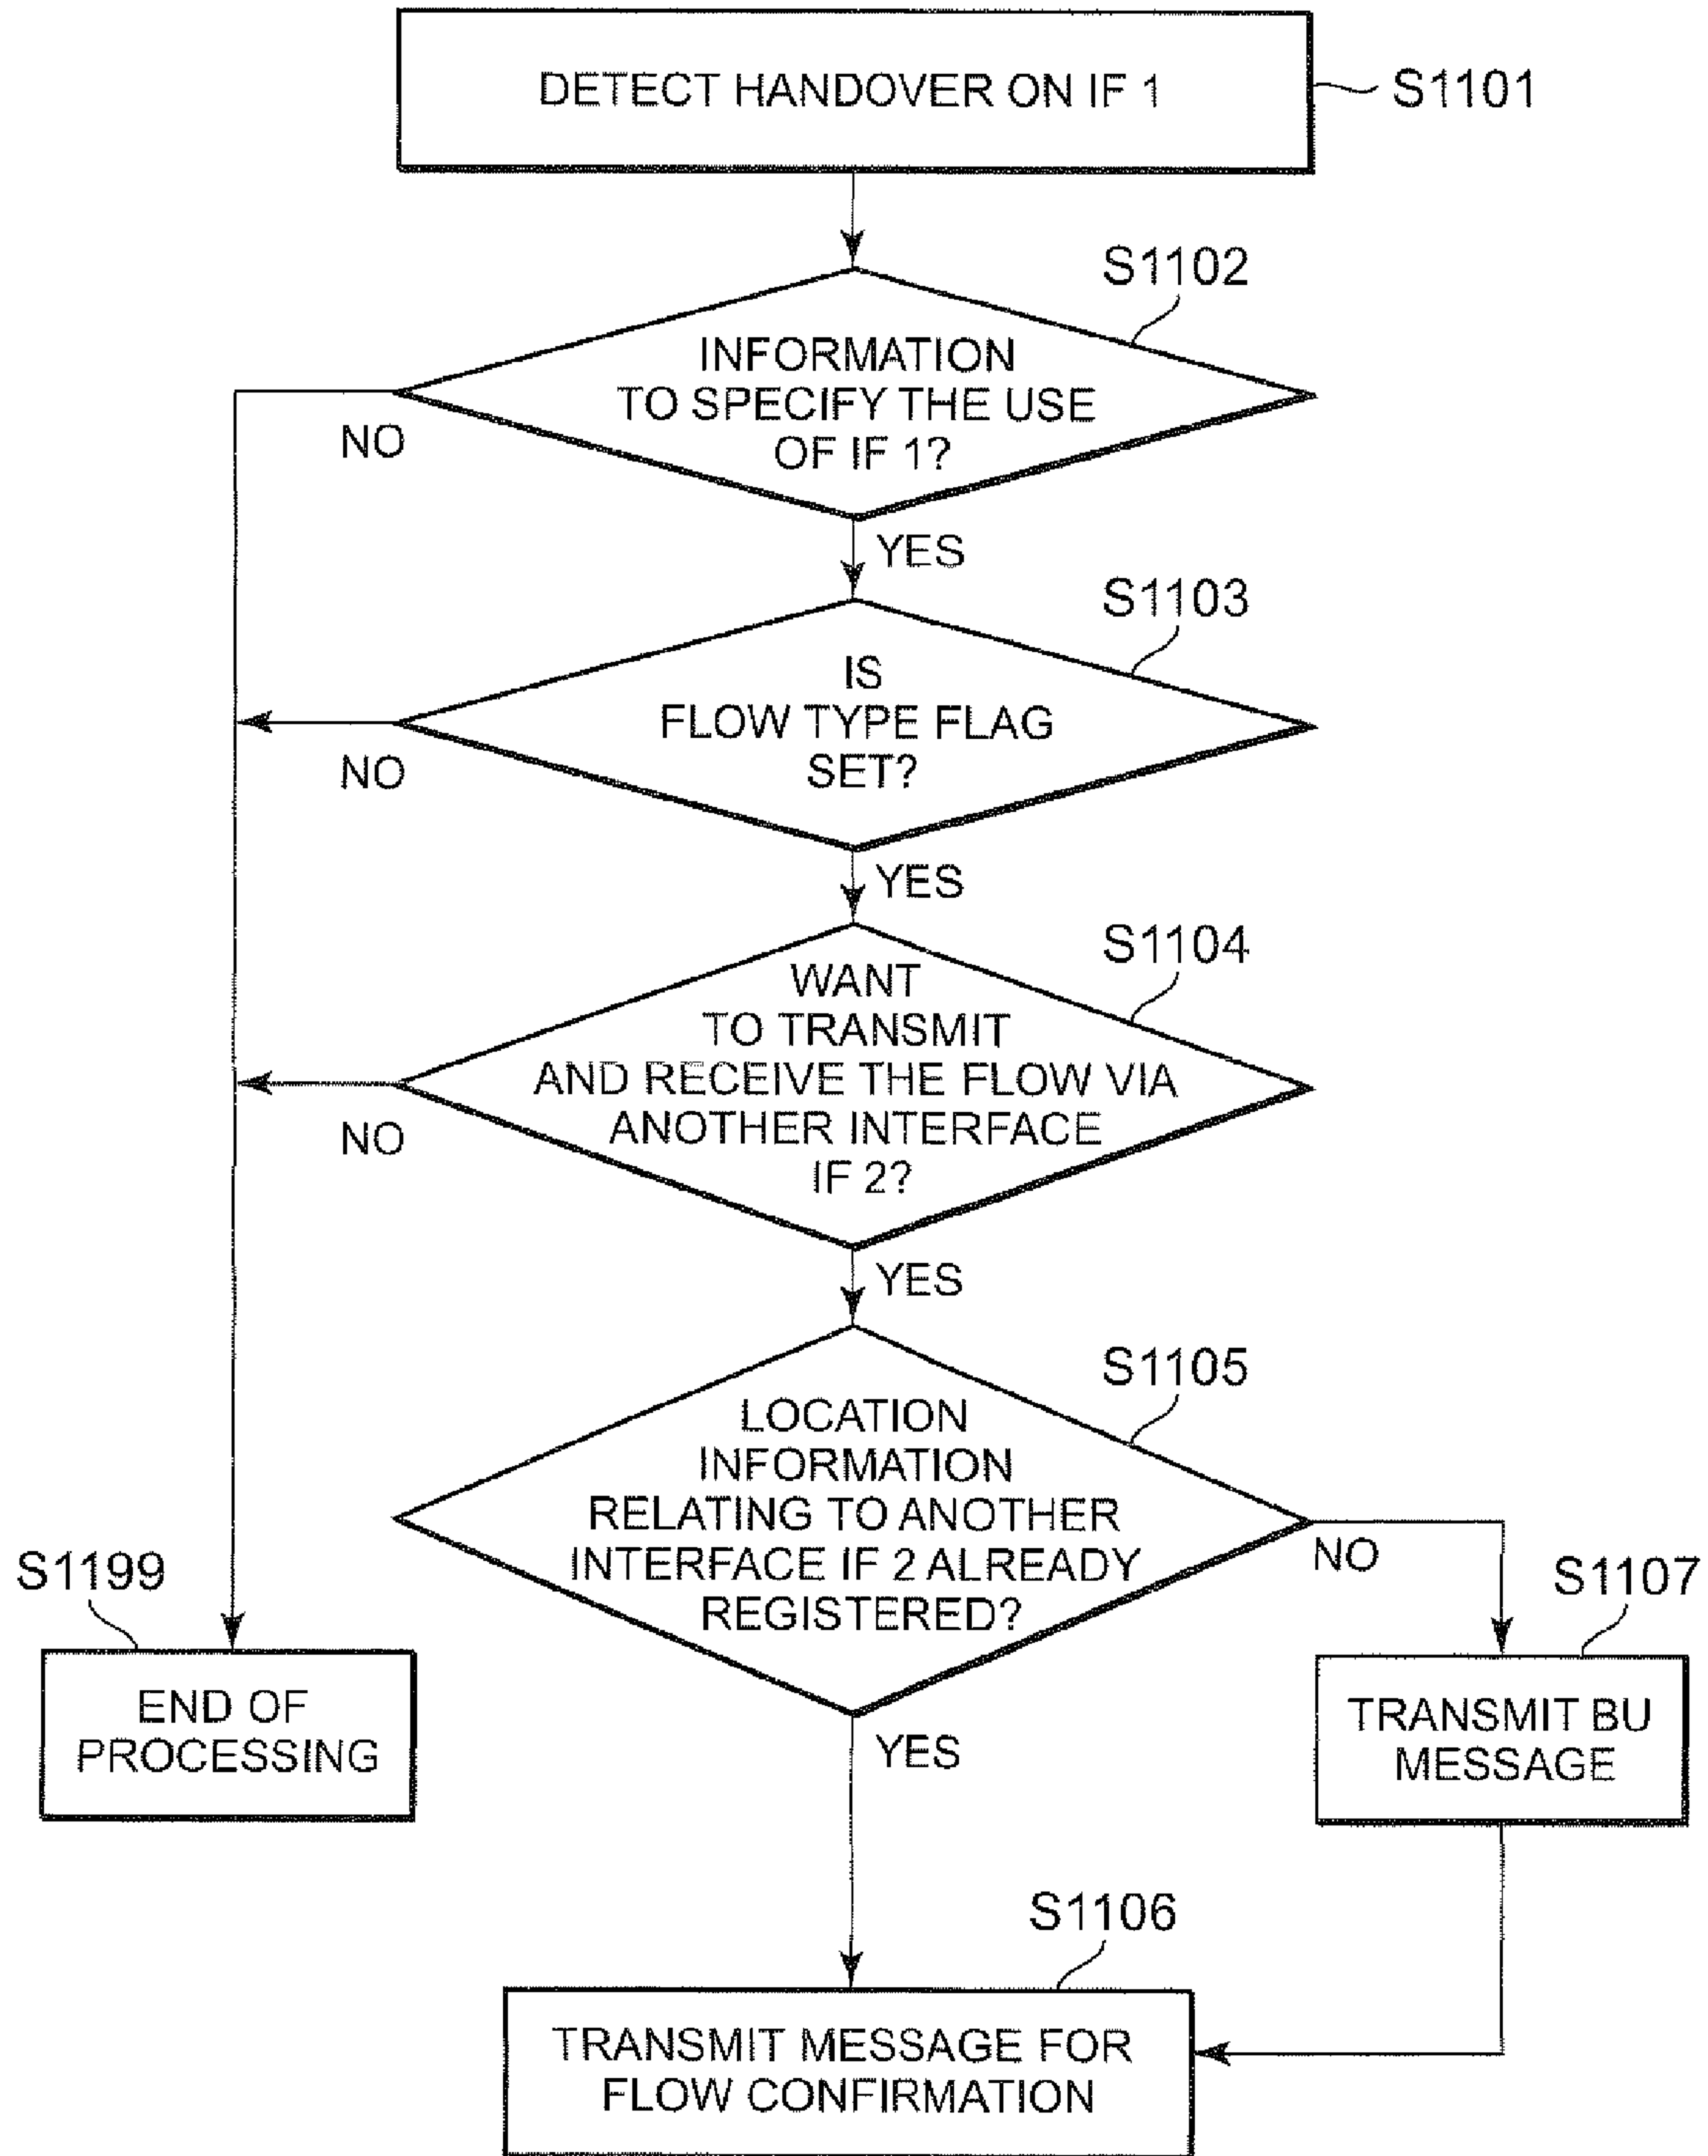 DETECT HANDOVER ON IF 1
S1101
S1102
INFORMATION
TO SPECIFY THE USE
OF IF 1?
NO
YES
S1103
IS
FLOW TYPE FLAG
SET?
NO
YES
S1104
WANT
TO TRANSMIT
AND RECEIVE THE FLOW VIA
ANOTHER INTERFACE
IF 2?
NO
YES
S1105
LOCATION
INFORMATION
RELATING TO ANOTHER
INTERFACE IF 2 ALREADY
REGISTERED?
NO
YES
S1199
END OF
PROCESSING
S1107
TRANSMIT BU
MESSAGE
S1106
TRANSMIT MESSAGE FOR
FLOW CONFIRMATION